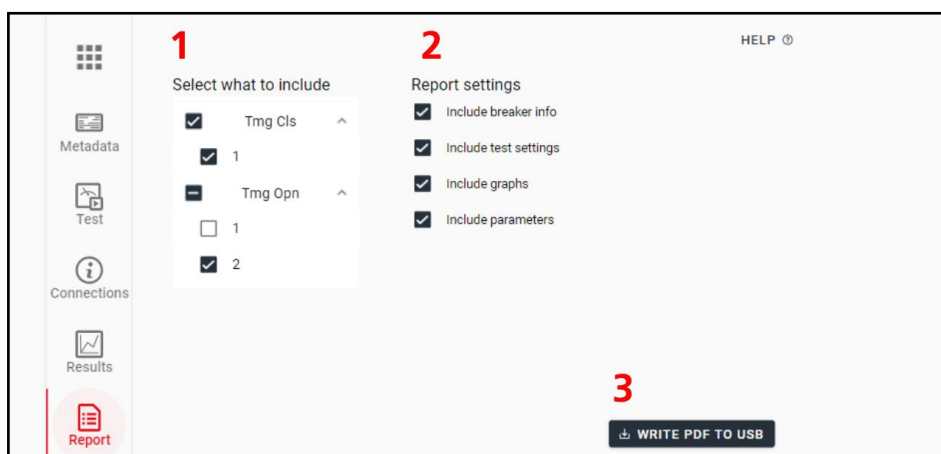 HELP
1
2
Select what to include
Report settings
Tmg Cls
1
Tmg Opn
1
2
Include breaker info
Include test settings
Include graphs
Include parameters
Metadata
Test
Connections
Results
Report
3
WRITE PDF TO USB